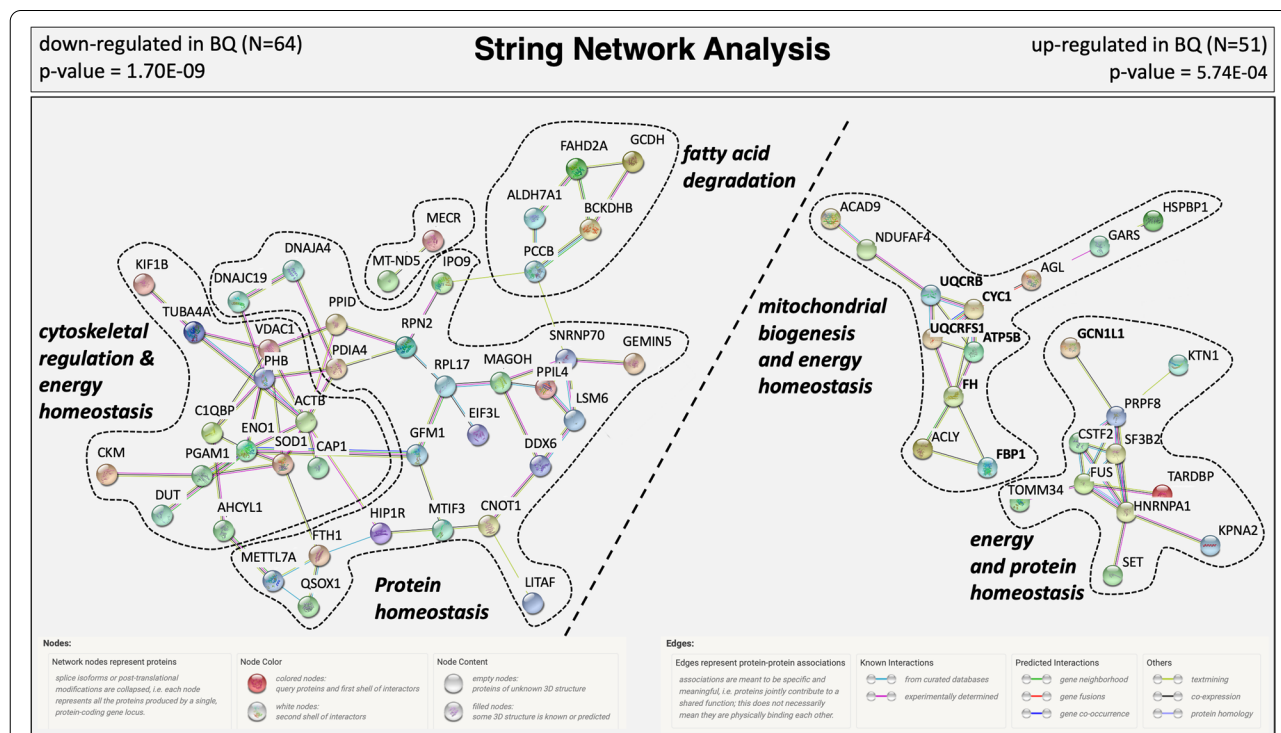 down-regulated in BQ (N=64)
p-value = 1.70E-09
String Network Analysis
up-regulated in BQ (N=51)
p-value = 5.74E-04
FAHD2A
GCDH
fatty acid
degradation
ALDH7A1
BCKDHB
PCCB
MECR
MT-ND5
IPO9
DNAJA4
DNAJC19
KIF1B
TUBA4A
VDAC1
PPID
RPN2
PHB
PDIA4
cytoskeletal
regulation &
energy
homeostasis
RPL17
MAGOH
SNRNP70
GEMIN5
PPIL4
LSM6
EIF3L
DDX6
C1QBP
ACTB
ENO1
SOD1
CAP1
GFM1
CKM
PGAM1
DUT
AHCYL1
HIP1R
MTIF3
CNOT1
FTH1
METTL7A
QSOX1
LITAF
Protein
homeostasis
ACAD9
NDUFAF4
HSPBP1
GARS
AGL
UQCRB
CYC1
UQCRFS1
ATP5B
mitochondrial
biogenesis
and energy
homeostasis
FH
ACLY
FBP1
GCN1L1
KTN1
PRPF8
CSTF2
SF3B2
FUS
TARDBP
TOMM34
HNRNPA1
KPNA2
SET
energy
and protein
homeostasis
Nodes:
Network nodes represent proteins
splice isoforms or post-translational
modifications are collapsed, i.e. each node
represents all the proteins produced by a single,
protein-coding gene locus.
Node Color
colored nodes:
query proteins and first shell of interactors
white nodes:
second shell of interactors
Node Content
empty nodes:
proteins of unknown 3D structure
filled nodes:
some 3D structure is known or predicted
Edges:
Edges represent protein-protein associations
associations are meant to be specific and
meaningful, i.e. proteins jointly contribute to a
shared function; this does not necessarily
mean they are physically binding each other.
Known Interactions
from curated databases
experimentally determined
Predicted Interactions
gene neighborhood
gene fusions
gene co-occurrence
Others
textmining
co-expression
protein homology